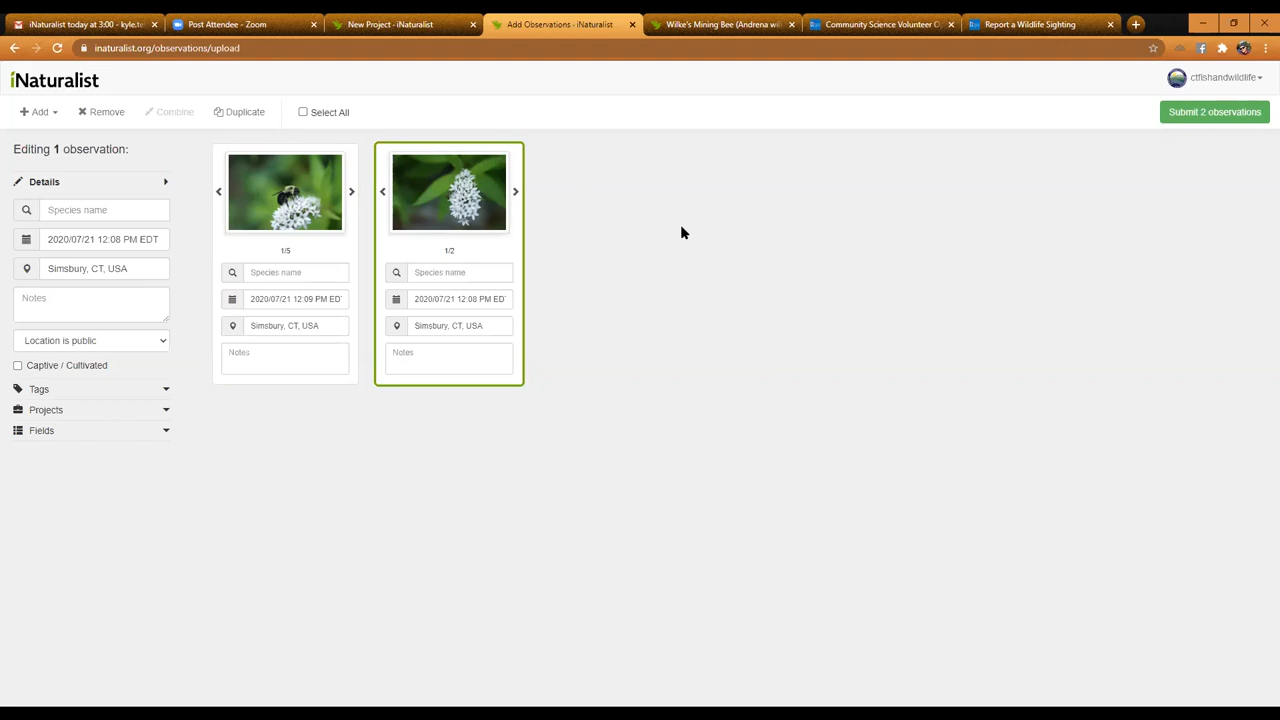 iNaturalist today at 3:00 - kyle.te
Post Attendee - Zoom
New Project - iNaturalist
Add Observations - iNaturalist
Wilke's Mining Bee (Andrena wil
Community Science Volunteer O
Report a Wildlife Sighting
inaturalist.org/observations/upload
iNaturalist
ctfishandwildlife
Add
Remove
Combine
Duplicate
Select All
Submit 2 observations
Editing 1 observation:
Details
Species name
2020/07/21 12:08 PM EDT
Simsbury, CT, USA
Notes
Location is public
Captive / Cultivated
Tags
Projects
Fields
1/5
Species name
2020/07/21 12:09 PM EDT
Simsbury, CT, USA
Notes
1/2
Species name
2020/07/21 12:08 PM EDT
Simsbury, CT, USA
Notes